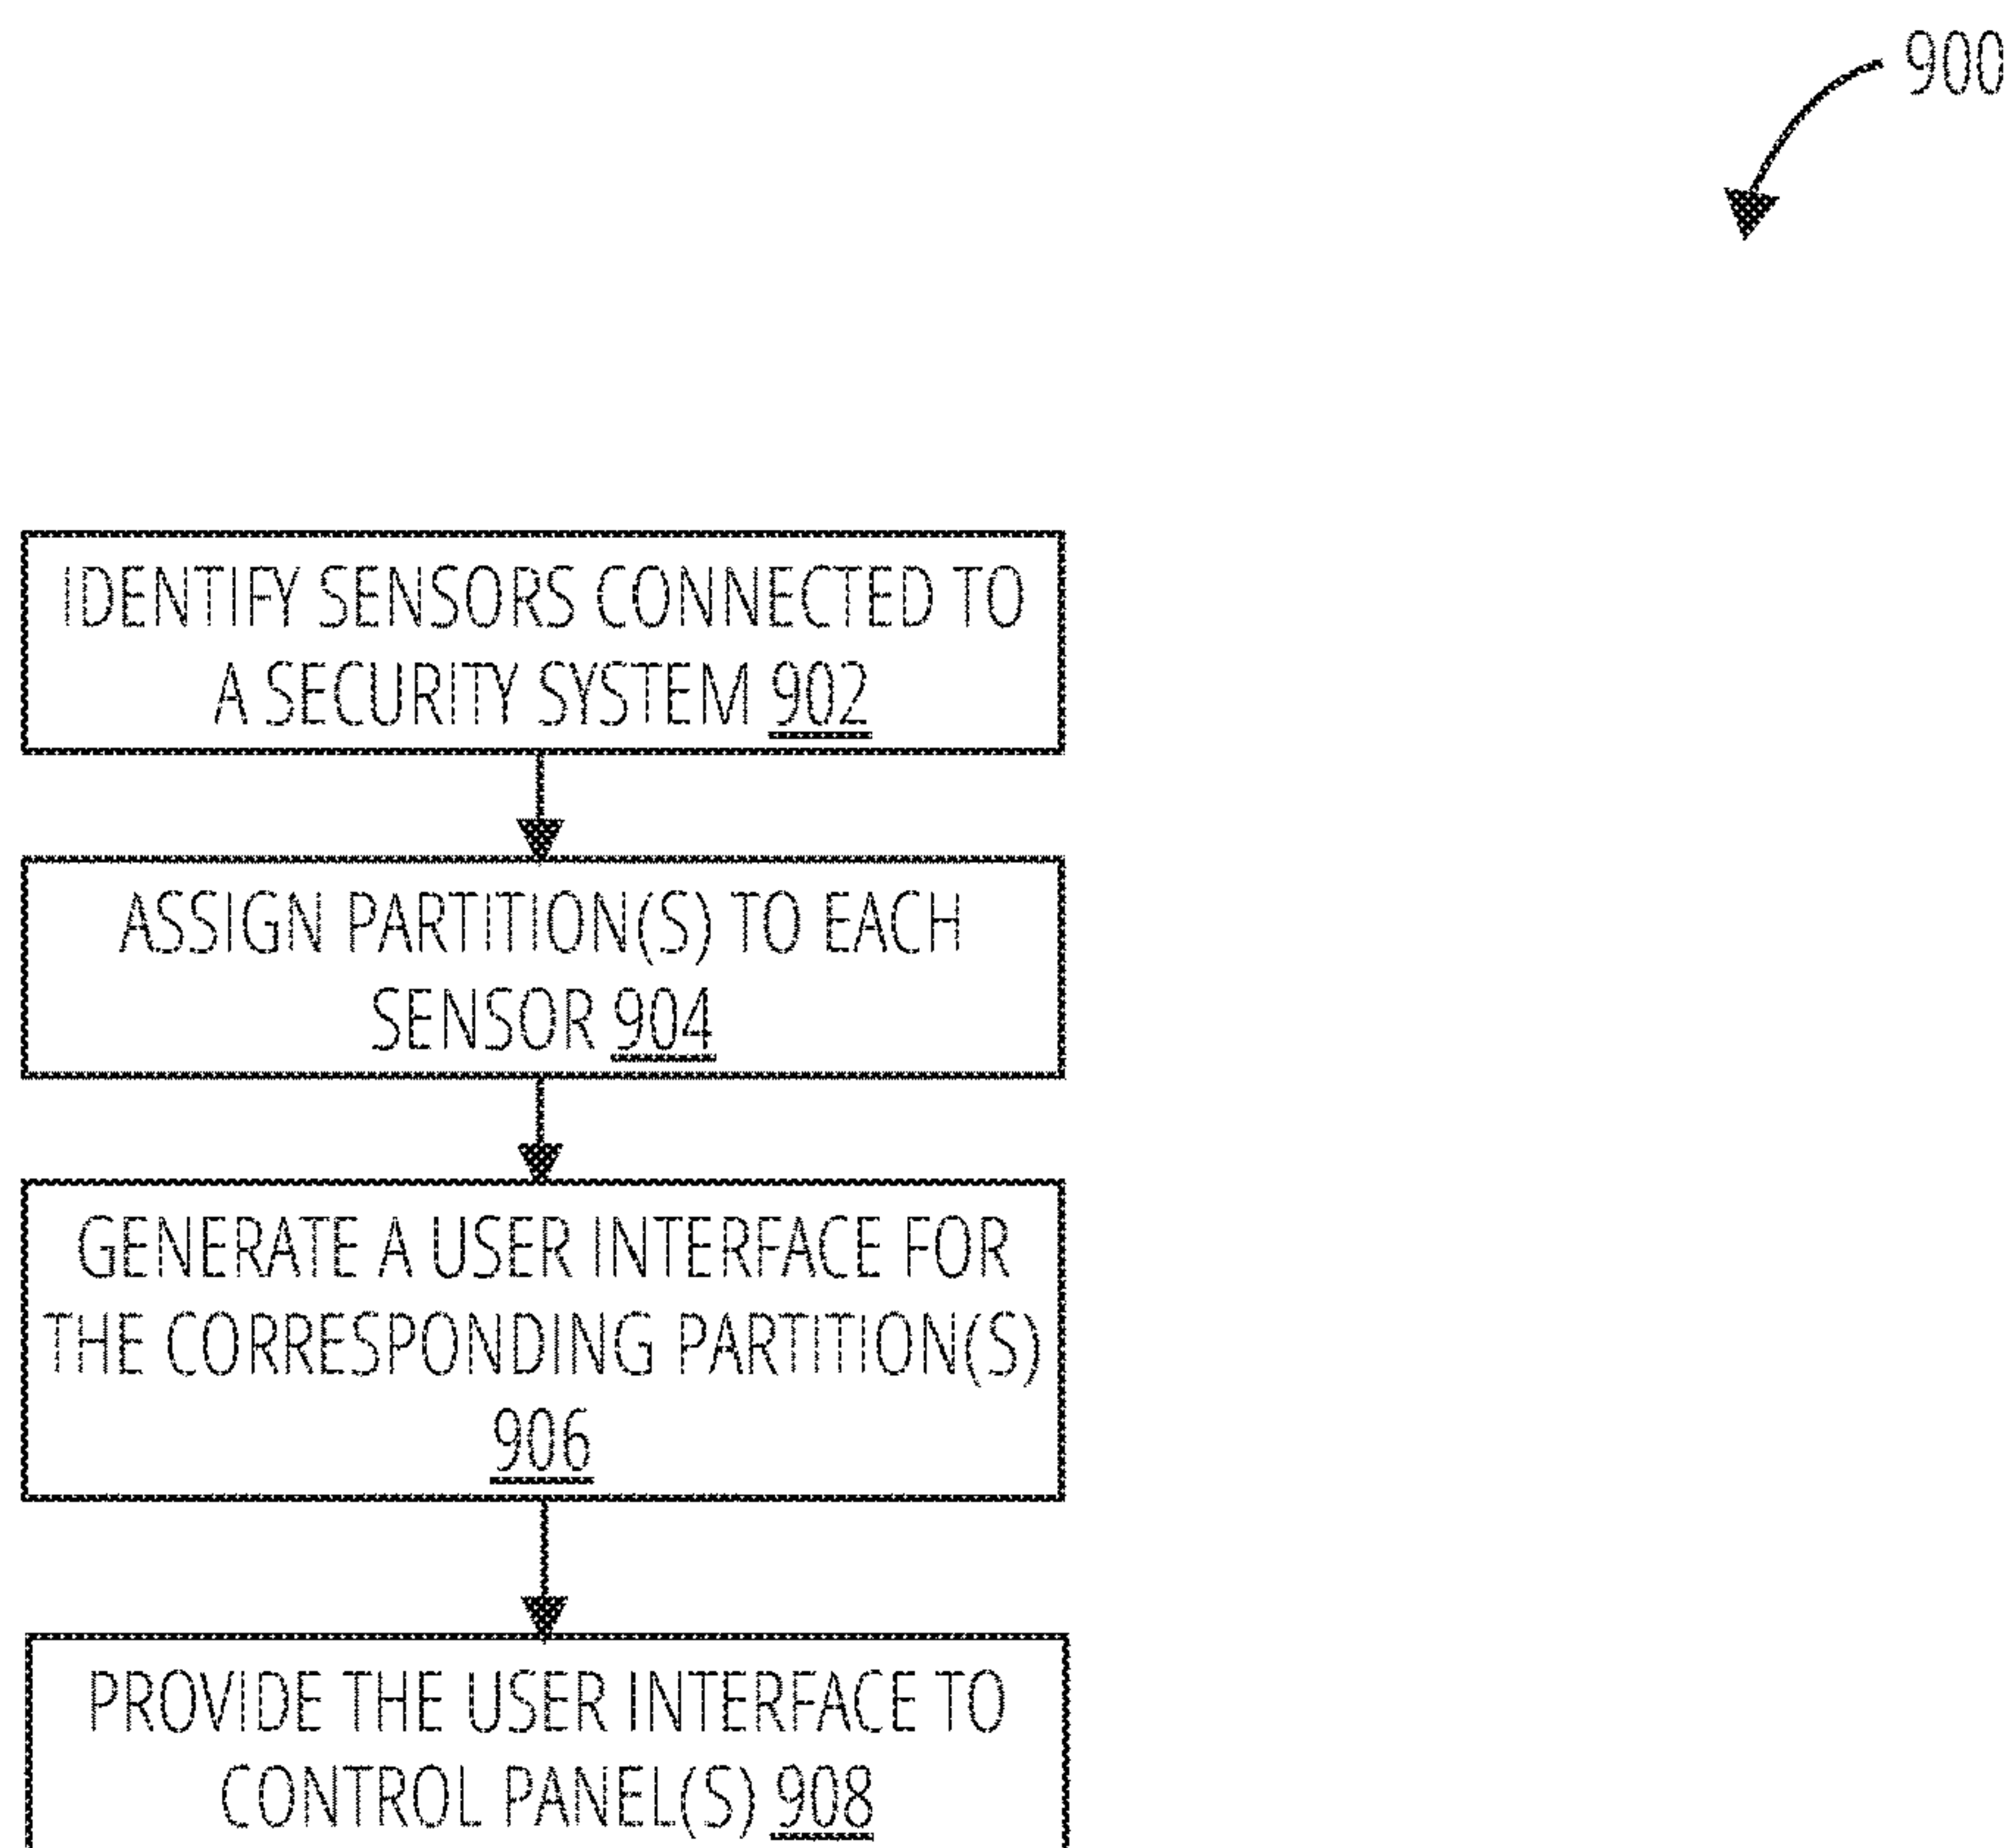 900
IDENTIFY SENSORS CONNECTED TO
A SECURITY SYSTEM 902
ASSIGN PARTITION(S) TO EACH
SENSOR 904
GENERATE A USER INTERFACE FOR
THE CORRESPONDING PARTITION(S)
906
PROVIDE THE USER INTERFACE TO
CONTROL PANEL(S) 908